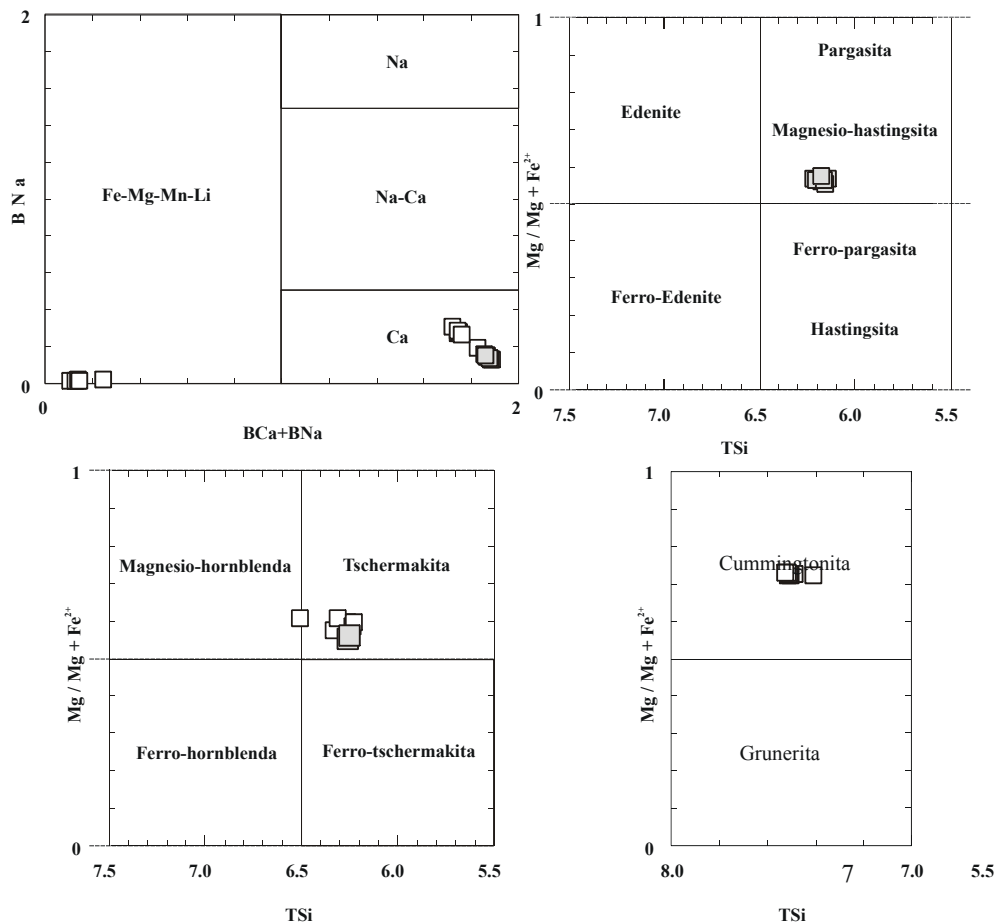 2
Na
Fe-Mg-Mn-Li
Na-Ca
B N a
Ca
0
0
2
BCa+BNa
1
Pargasita
Edenite
Magnesio-hastingsita
Mg / Mg + Fe²⁺
Ferro-pargasita
Ferro-Edenite
Hastingsita
0
7.5 7.0 6.5 6.0 5.5
TSi
1
Magnesio-hornblenda
Tschermakita
Mg / Mg + Fe²⁺
Ferro-hornblenda
Ferro-tschermakita
0
7.5 7.0 6.5 6.0 5.5
TSi
1
Cummingtonita
Mg / Mg + Fe²⁺
Grunerita
0
8.0 7 7.0 5.5
TSi